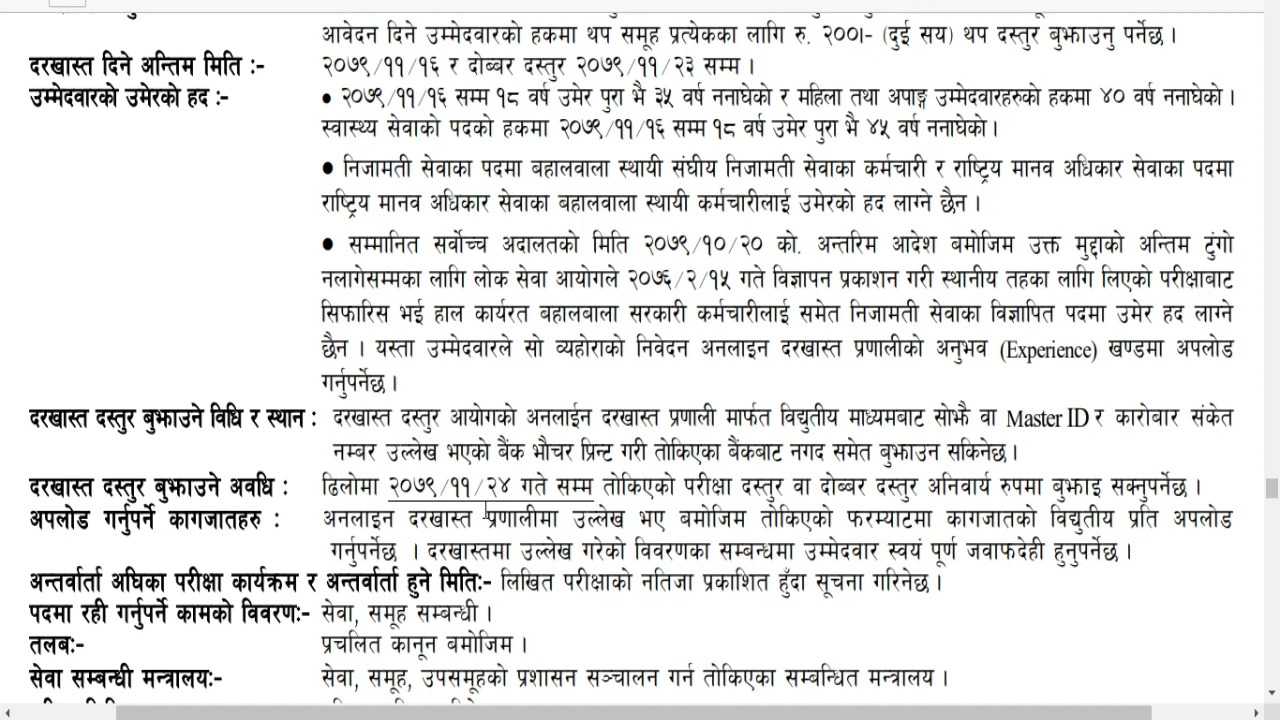 आवेदन दिने उम्मेदवारको हकमा थप समूह प्रत्येकका लागि रु. २००।- (दुई सय) थप दस्तुर बुझाउनु पर्नेछ ।
दरखास्त दिने अन्तिम मिति :- २०७९/११/१६ र दोब्बर दस्तुर २०७९/११/२३ सम्म ।
उम्मेदवारको उमेरको हद :- ● २०७९/११/१६ सम्म १८ वर्ष उमेर पुरा भै ३५ वर्ष ननाघेको र महिला तथा अपाङ्ग उम्मेदवारहरुको हकमा ४० वर्ष ननाघेको ।
स्वास्थ्य सेवाको पदको हकमा २०७९/११/१६ सम्म १८ वर्ष उमेर पुरा भै ४५ वर्ष ननाघेको ।
● निजामती सेवाका पदमा बहालवाला स्थायी संघीय निजामती सेवाका कर्मचारी र राष्ट्रिय मानव अधिकार सेवाका पदमा
राष्ट्रिय मानव अधिकार सेवाका बहालवाला स्थायी कर्मचारीलाई उमेरको हद लाग्ने छैन ।
● सम्मानित सर्वोच्च अदालतको मिति २०७९/१०/२० को. अन्तरिम आदेश बमोजिम उक्त मुद्दाको अन्तिम टुंगो
नलागेसम्मका लागि लोक सेवा आयोगले २०७६/२/१५ गते विज्ञापन प्रकाशन गरी स्थानीय तहका लागि लिएको परीक्षाबाट
सिफारिस भई हाल कार्यरत बहालबाला सरकारी कर्मचारीलाई समेत निजामती सेवाका विज्ञापित पदमा उमेर हद लाग्ने
छैन । यस्ता उम्मेदवारले सो व्यहोराको निवेदन अनलाइन दरखास्त प्रणालीको अनुभव (Experience) खण्डमा अपलोड
गर्नुपर्नेछ ।
दरखास्त दस्तुर बुझाउने विधि र स्थान : दरखास्त दस्तुर आयोगको अनलाईन दरखास्त प्रणाली मार्फत विद्युतीय माध्यमबाट सोझै वा Master ID र कारोबार संकेत
नम्बर उल्लेख भएको बैंक भौचर प्रिन्ट गरी तोकिएका बैंकबाट नगद समेत बुझाउन सकिनेछ ।
दरखास्त दस्तुर बुझाउने अवधि : ढिलोमा २०७९/११/२४ गते सम्म तोकिएको परीक्षा दस्तुर वा दोब्बर दस्तुर अनिवार्य रुपमा बुझाइ सक्नुपर्नेछ ।
अपलोड गर्नुपर्ने कागजातहरु : अनलाइन दरखास्त प्रणालीमा उल्लेख भए बमोजिम तोकिएको फरम्याटमा कागजातको विद्युतीय प्रति अपलोड
गर्नुपर्नेछ । दरखास्तमा उल्लेख गरेको विवरणका सम्बन्धमा उम्मेदवार स्वयं पूर्ण जवाफदेही हुनुपर्नेछ ।
अन्तर्वार्ता अघिका परीक्षा कार्यक्रम र अन्तर्वार्ता हुने मितिः- लिखित परीक्षाको नतिजा प्रकाशित हुँदा सूचना गरिनेछ ।
पदमा रही गर्नुपर्ने कामको विवरणः- सेवा, समूह सम्बन्धी ।
तलबः- प्रचलित कानून बमोजिम ।
सेवा सम्बन्धी मन्त्रालयः- सेवा, समूह, उपसमूहको प्रशासन सञ्चालन गर्न तोकिएका सम्बन्धित मन्त्रालय ।